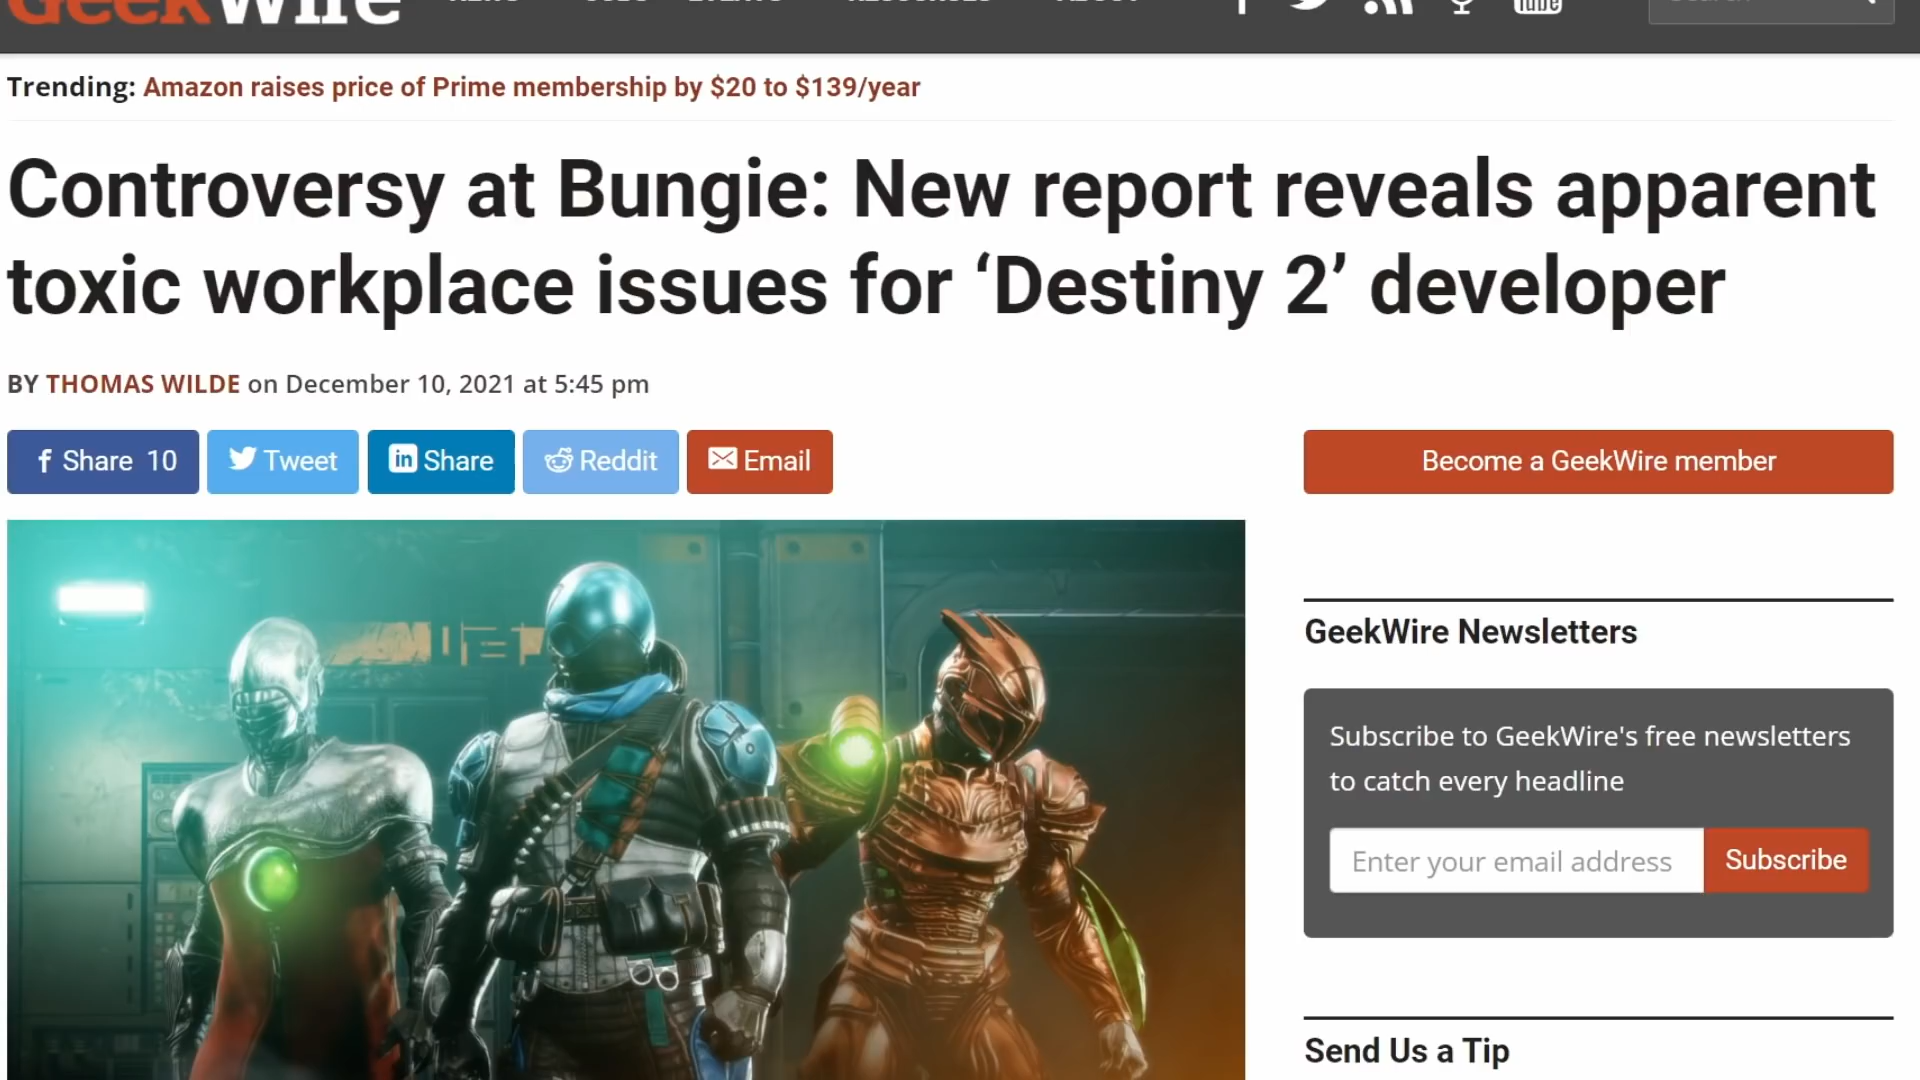 GeekWire
Trending: Amazon raises price of Prime membership by $20 to $139/year
Controversy at Bungie: New report reveals apparent
toxic workplace issues for ‘Destiny 2’ developer
BY THOMAS WILDE on December 10, 2021 at 5:45 pm
f Share 10
Tweet
in Share
Reddit
Email
Become a GeekWire member
GeekWire Newsletters
Subscribe to GeekWire's free newsletters
to catch every headline
Enter your email address
Subscribe
Send Us a Tip